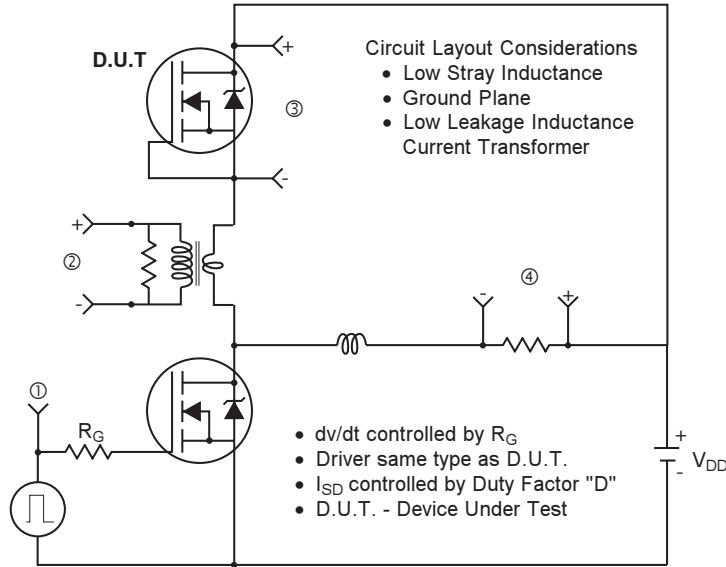 D.U.T
+
-
③
Circuit Layout Considerations
• Low Stray Inductance
• Ground Plane
• Low Leakage Inductance
Current Transformer
+
②
-
④
-
+
①
R_G
• dv/dt controlled by R_G
• Driver same type as D.U.T.
• I_SD controlled by Duty Factor "D"
• D.U.T. - Device Under Test
+
V_DD
-